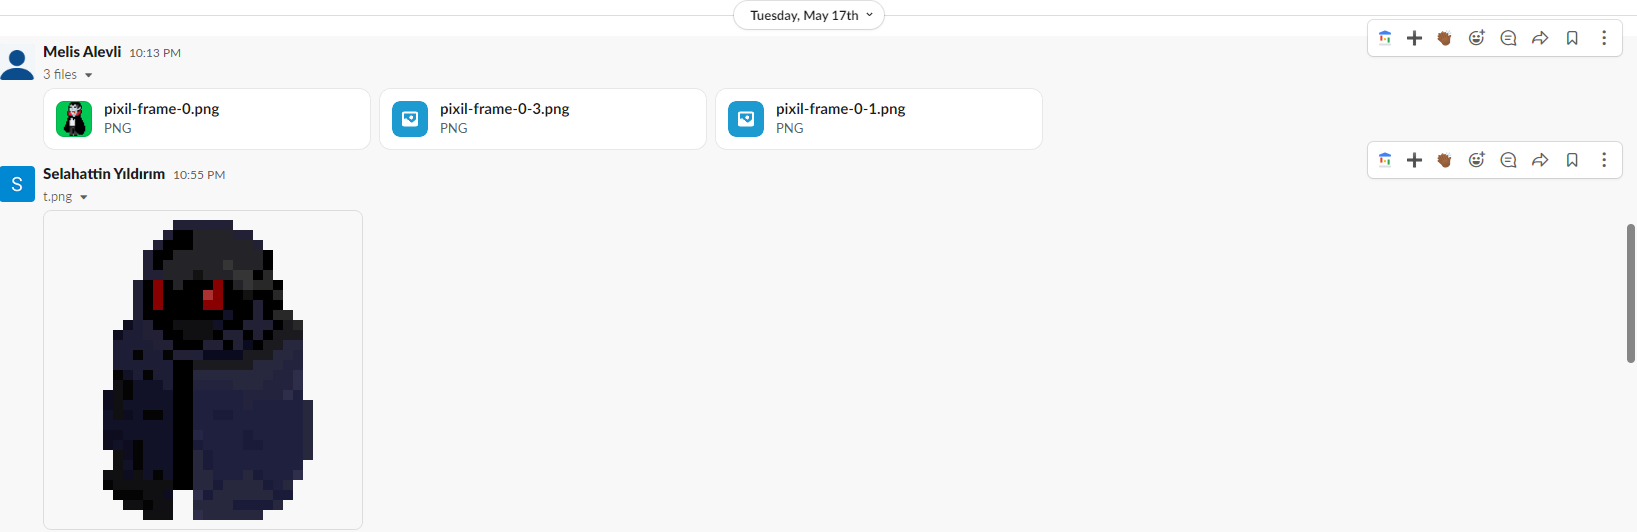 Tuesday, May 17th
Melis Alevli 10:13 PM
3 files
pixil-frame-0.png
PNG
pixil-frame-0-3.png
PNG
pixil-frame-0-1.png
PNG
S
Selahattin Yıldırım 10:55 PM
t.png